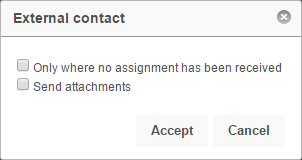 External contact
Only where no assignment has been received
Send attachments
Accept Cancel